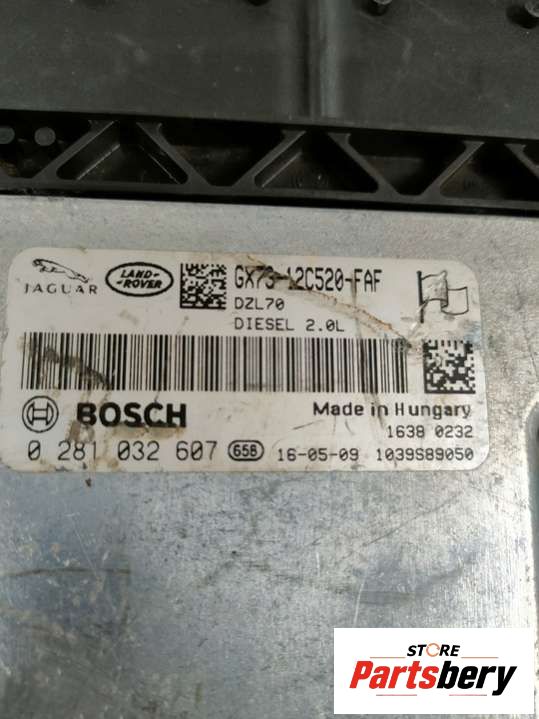 JAGUAR
LAND-
-ROVER
GX73-12C520-FAF
DZL70
DIESEL 2.0L
BOSCH
Made in Hungary
1638 0232
0 281 032 607 65B 16-05-09 1039S89050
STORE
Partsbery